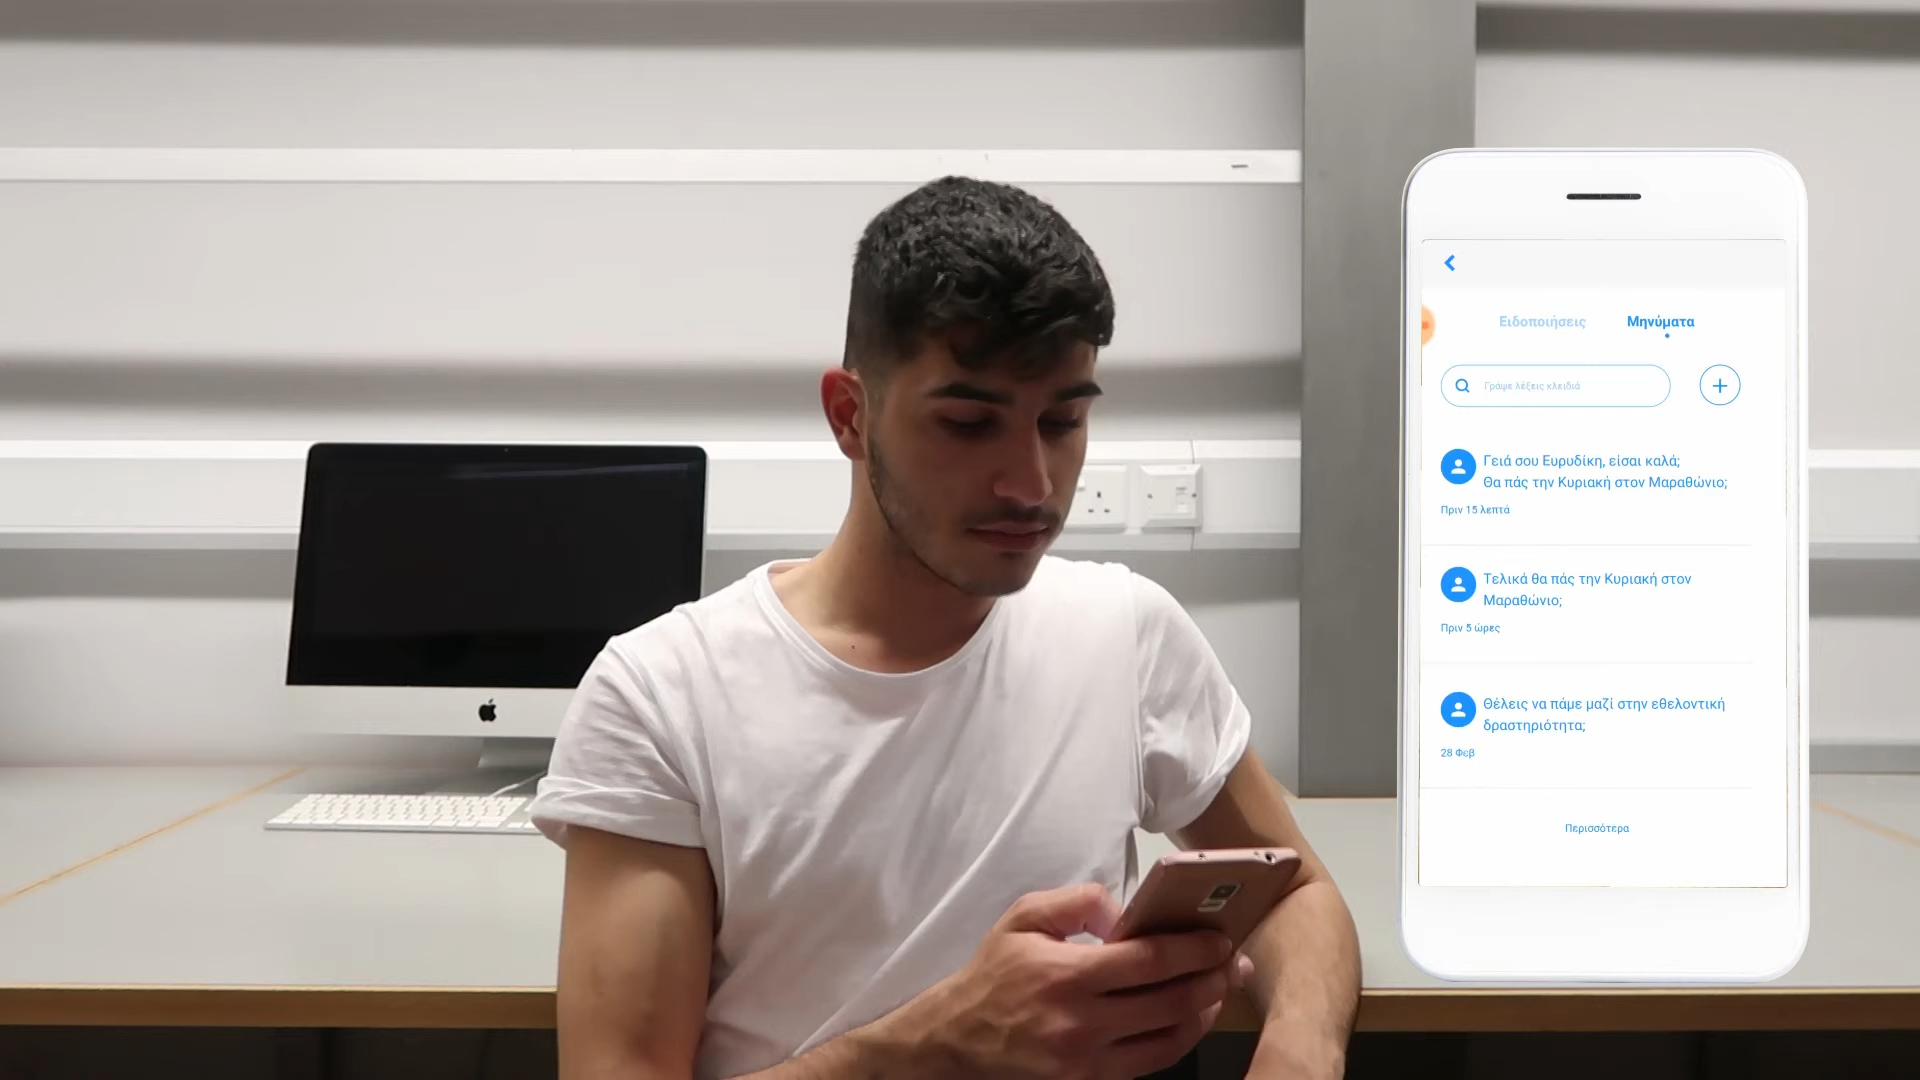 Ειδοποιήσεις
Μηνύματα
Γράψε λέξεις κλειδιά
Γειά σου Ευρυδίκη, είσαι καλά;
Θα πάς την Κυριακή στον Μαραθώνιο;
Πριν 15 λεπτά
Τελικά θα πάς την Κυριακή στον
Μαραθώνιο;
Πριν 5 ώρες
Θέλεις να πάμε μαζί στην εθελοντική
δραστηριότητα;
28 Φεβ
Περισσότερα